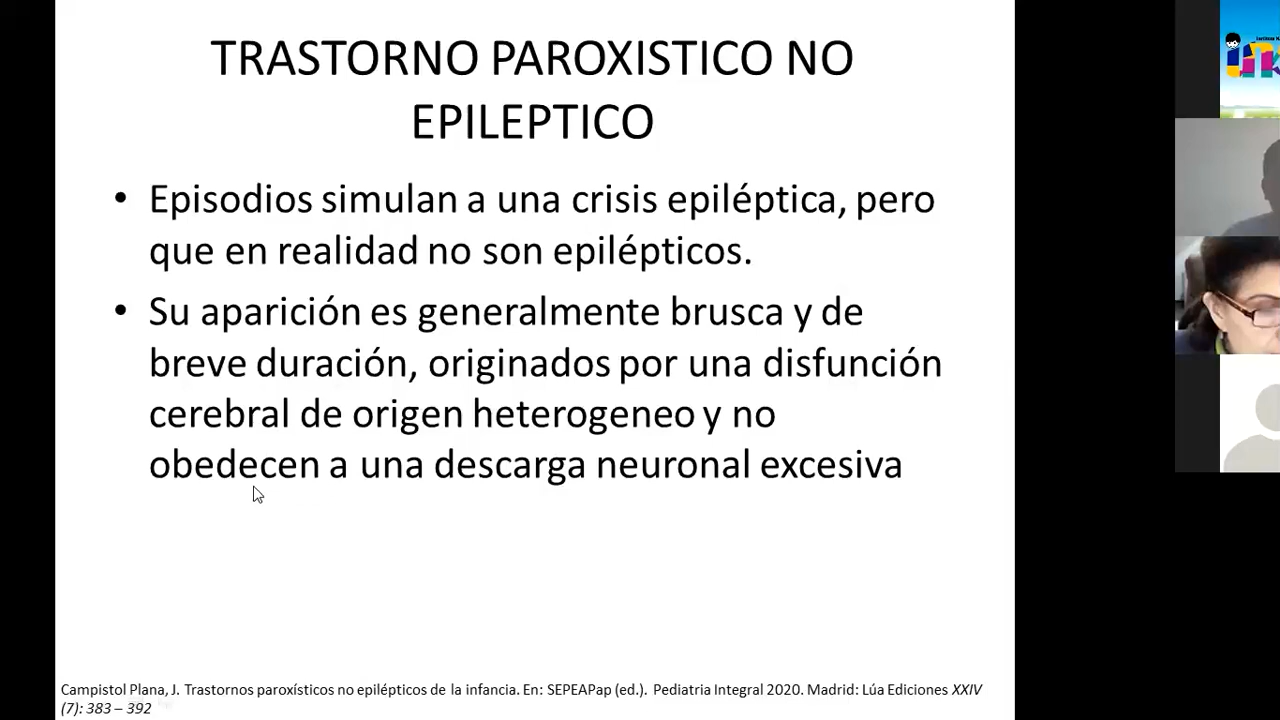 TRASTORNO PAROXISTICO NO
EPILEPTICO
• Episodios simulan a una crisis epiléptica, pero
que en realidad no son epilépticos.
• Su aparición es generalmente brusca y de
breve duración, originados por una disfunción
cerebral de origen heterogeneo y no
obedecen a una descarga neuronal excesiva
Campistol Plana, J. Trastornos paroxísticos no epilépticos de la infancia. En: SEPEAPap (ed.). Pediatria Integral 2020. Madrid: Lúa Ediciones XXIV
(7): 383 – 392